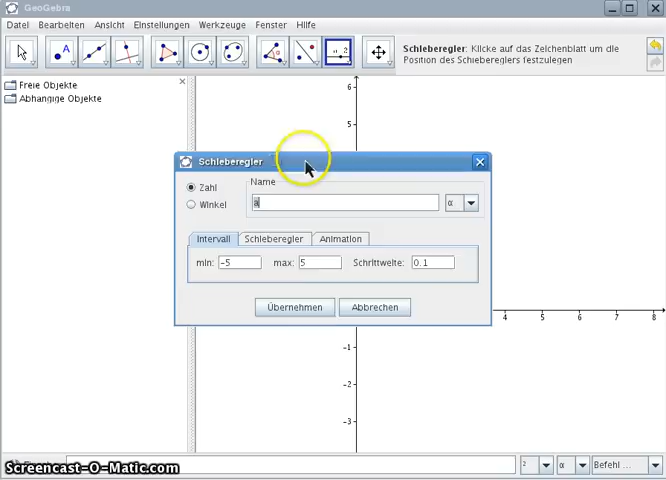 GeoGebra
Datei Bearbeiten Ansicht Einstellungen Werkzeuge Fenster Hilfe
A
α
a=2
Schieberegler: Klicke auf das Zeichenblatt um die
Position des Schiebereglers festzulegen
Freie Objekte
Abhängige Objekte
6
5
Schieberegler
Zahl
Name
Winkel
a
α
Intervall Schieberegler Animation
min: -5 max: 5 Schrittweite: 0.1
Übernehmen Abbrechen
4 5 6 7 8
-1
-2
-3
2 α Befehl ...
Screencast-O-Matic.com